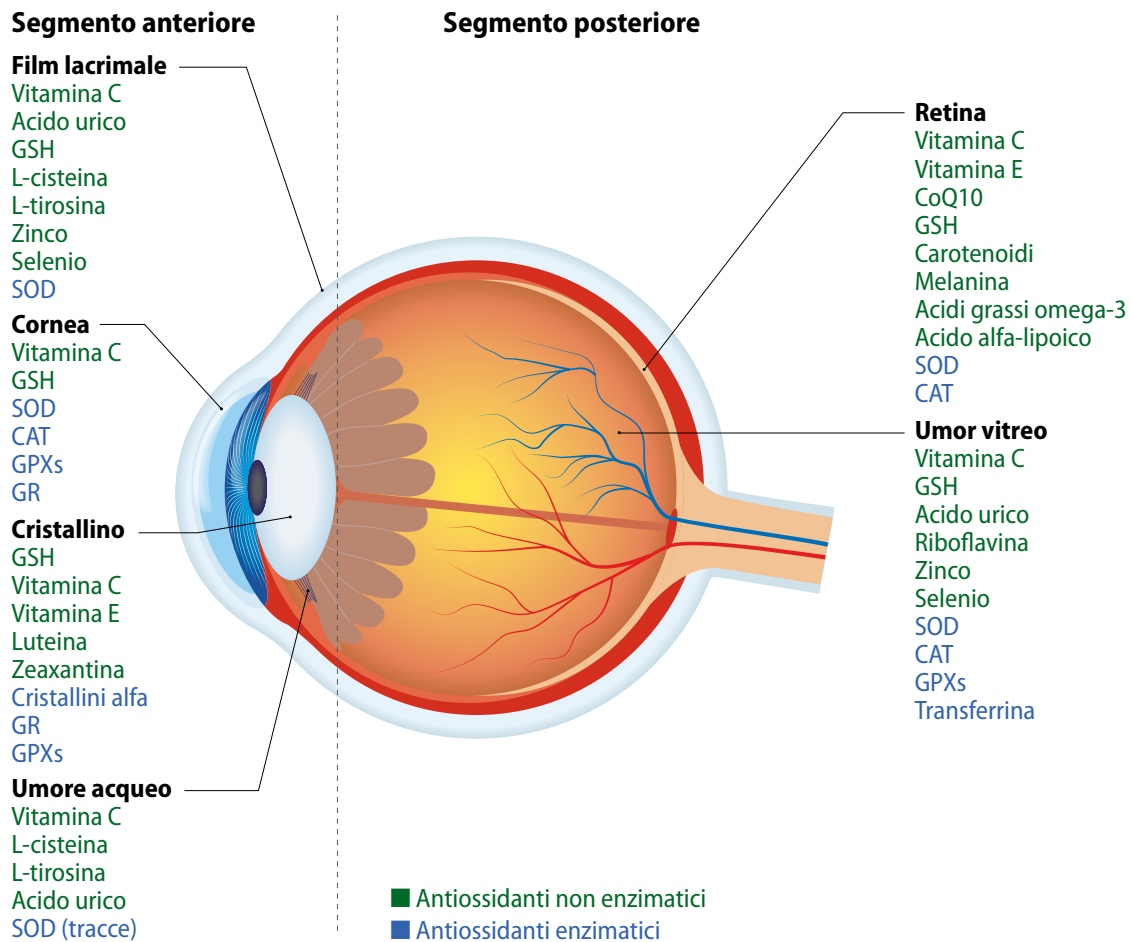 Segmento anteriore
Film lacrimale
Vitamina C
Acido urico
GSH
L-cisteina
L-tirosina
Zinco
Selenio
SOD
Cornea
Vitamina C
GSH
SOD
CAT
GPXs
GR
Cristallino
GSH
Vitamina C
Vitamina E
Luteina
Zeaxantina
Cristallini alfa
GR
GPXs
Umore acqueo
Vitamina C
L-cisteina
L-tirosina
Acido urico
SOD (tracce)
Segmento posteriore
Retina
Vitamina C
Vitamina E
CoQ10
GSH
Carotenoidi
Melanina
Acidi grassi omega-3
Acido alfa-lipoico
SOD
CAT
Umor vitreo
Vitamina C
GSH
Acido urico
Riboflavina
Zinco
Selenio
SOD
CAT
GPXs
Transferrina
Antiossidanti non enzimatici
Antiossidanti enzimatici